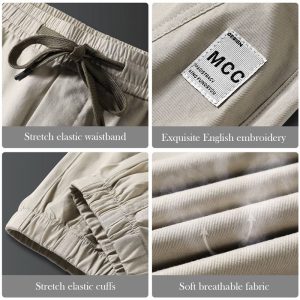 Stretch elastic waistband
MCC
Exquisite English embroidery
Stretch elastic cuffs
Soft breathable fabric